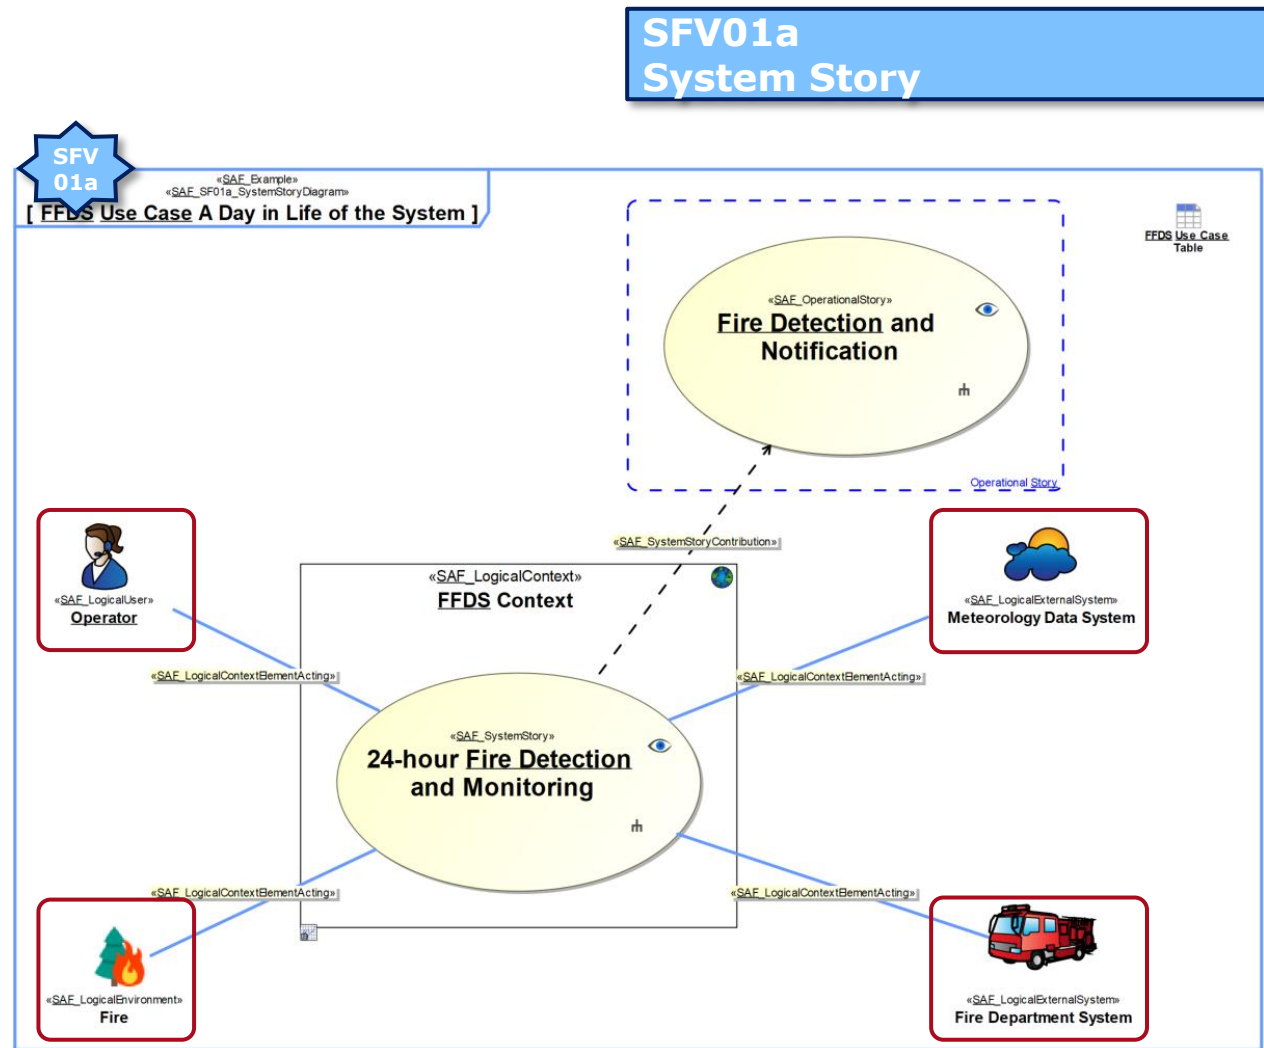 SFV01a
System Story
SFV
01a
«SAF_Example»
«SAF_SF01a_SystemStoryDiagram»
[ FFDS Use Case A Day in Life of the System ]
FFDS Use Case
Table
«SAF_OperationalStory»
Fire Detection and
Notification
Operational Story
«SAF_SystemStoryContribution»
«SAF_LogicalUser»
Operator
«SAF_LogicalContext»
FFDS Context
«SAF_LogicalExternalSystem»
Meteorology Data System
«SAF_LogicalContextElementActing»
«SAF_LogicalContextElementActing»
«SAF_SystemStory»
24-hour Fire Detection
and Monitoring
«SAF_LogicalContextElementActing»
«SAF_LogicalContextElementActing»
«SAF_LogicalEnvironment»
Fire
«SAF_LogicalExternalSystem»
Fire Department System